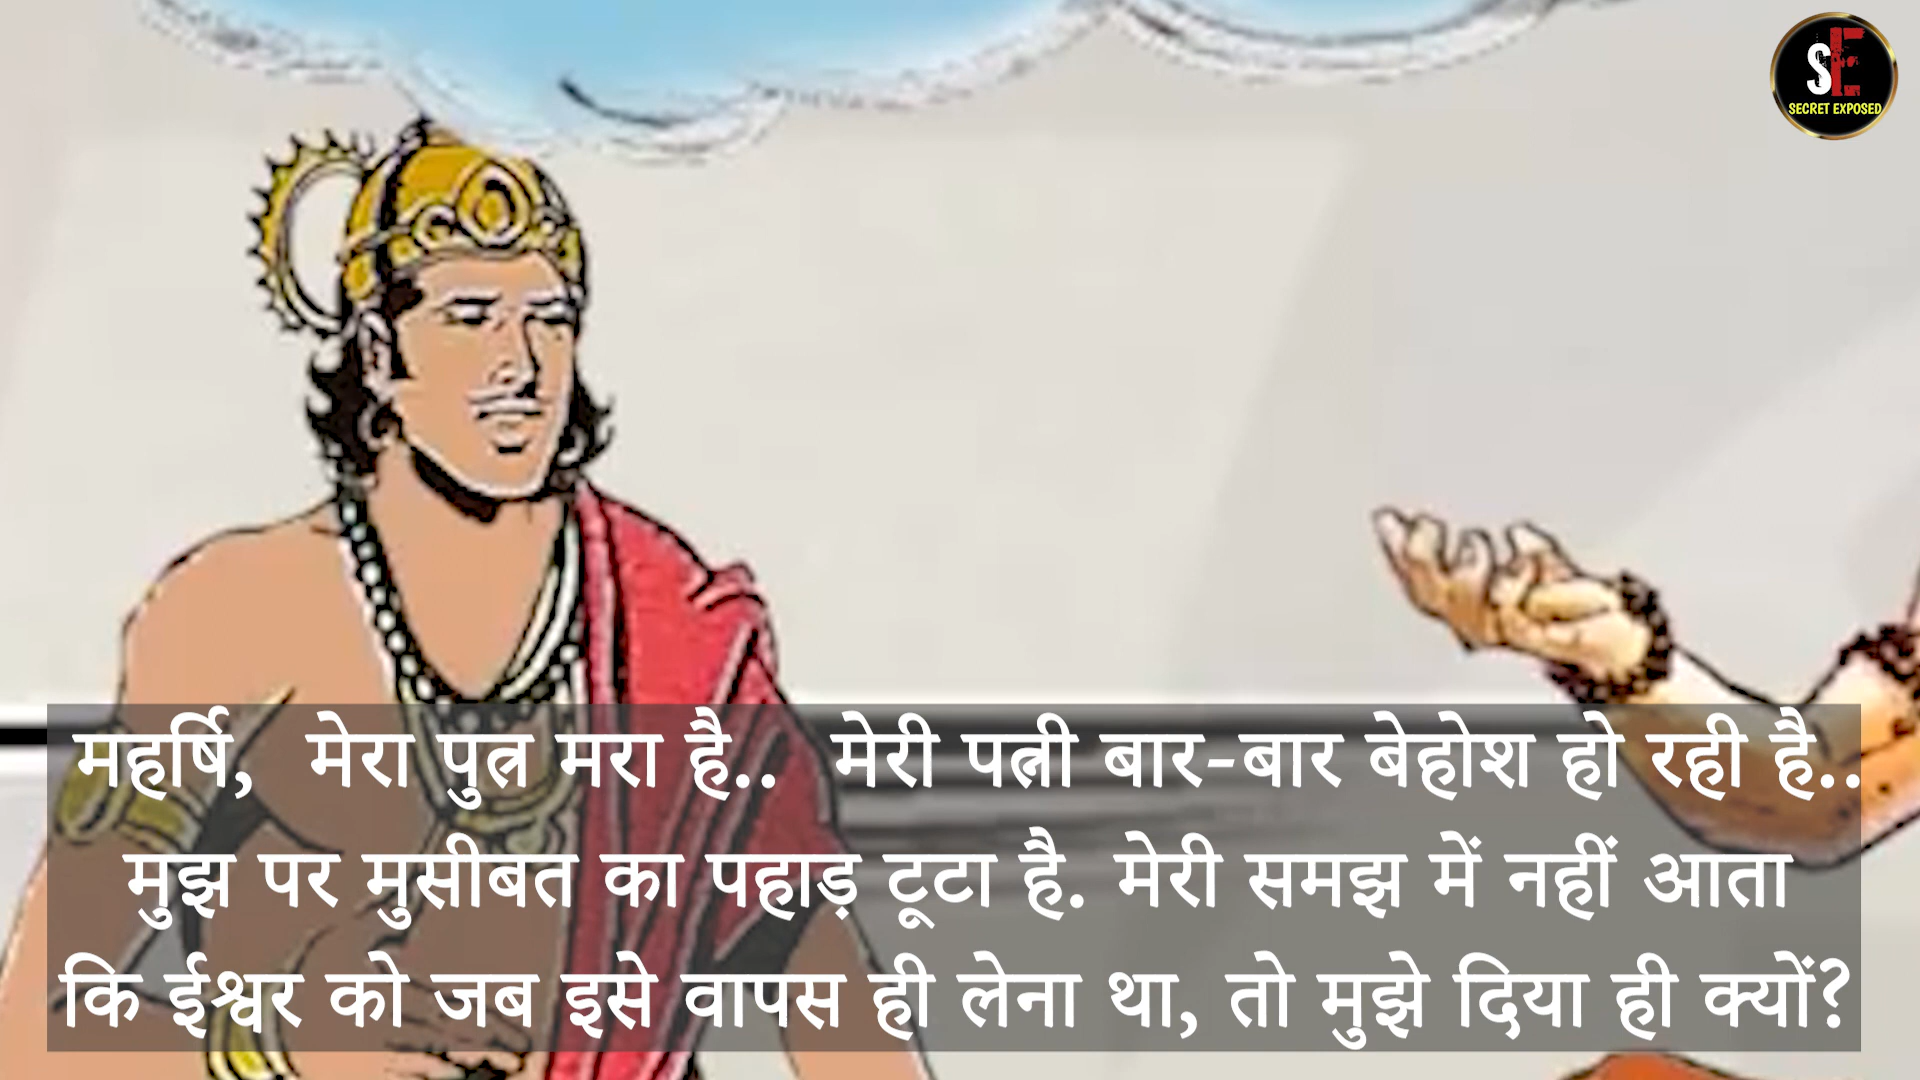 SE
SECRET EXPOSED
महर्षि, मेरा पुत्र मरा है.. मेरी पत्नी बार-बार बेहोश हो रही है..
मुझ पर मुसीबत का पहाड़ टूटा है. मेरी समझ में नहीं आता
कि ईश्वर को जब इसे वापस ही लेना था, तो मुझे दिया ही क्यों?